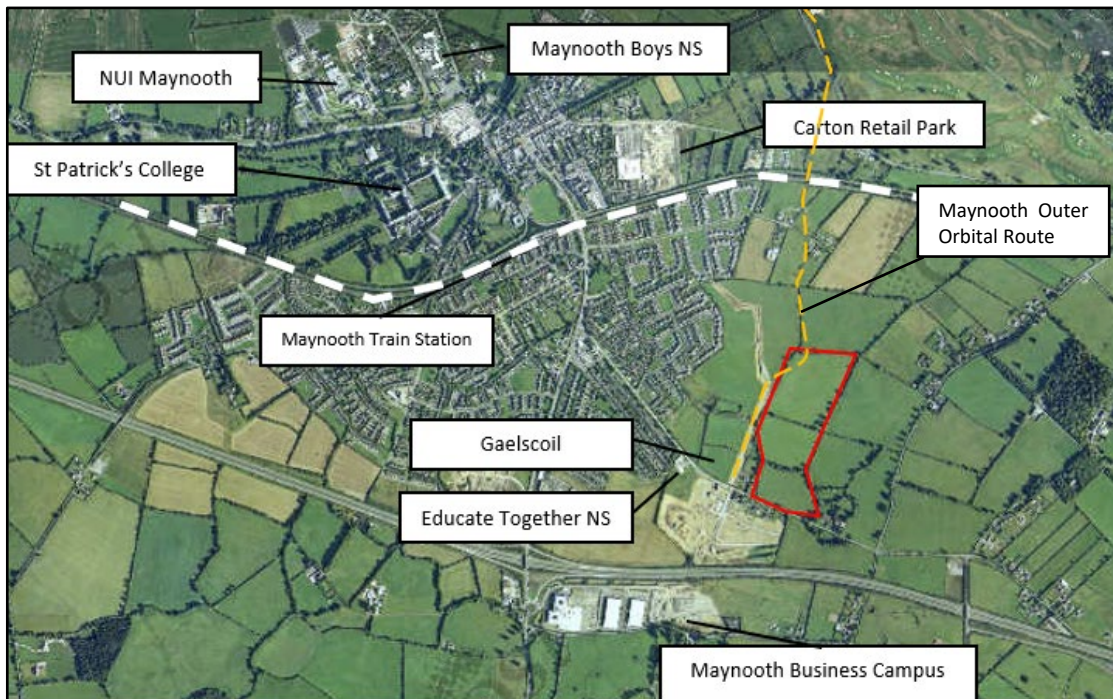 Maynooth Boys NS
NUI Maynooth
Carton Retail Park
St Patrick's College
Maynooth Outer
Orbital Route
Maynooth Train Station
Gaelscoil
Educate Together NS
Maynooth Business Campus